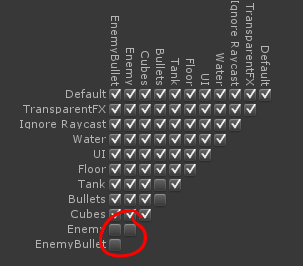 EnemyBullet
Enemy
Cubes
Bullets
Tank
Floor
UI
Water
Ignore Raycast
TransparentFX
Default
Default
TransparentFX
Ignore Raycast
Water
UI
Floor
Tank
Bullets
Cubes
Enemy
EnemyBullet